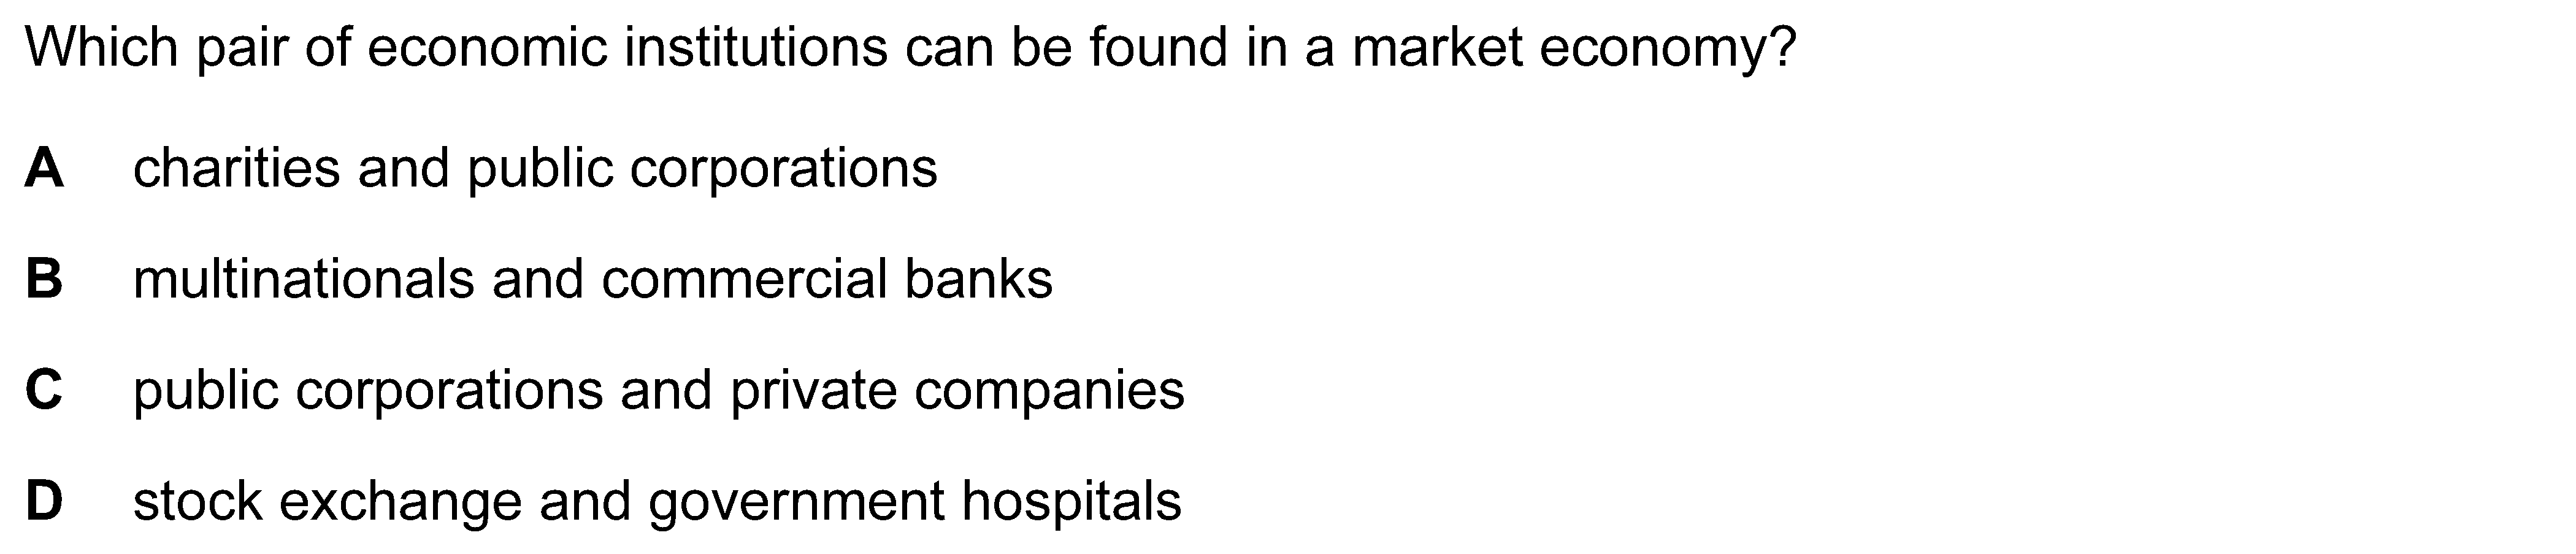 Which pair of economic institutions can be found in a market economy?
A charities and public corporations
B multinationals and commercial banks
C public corporations and private companies
D stock exchange and government hospitals